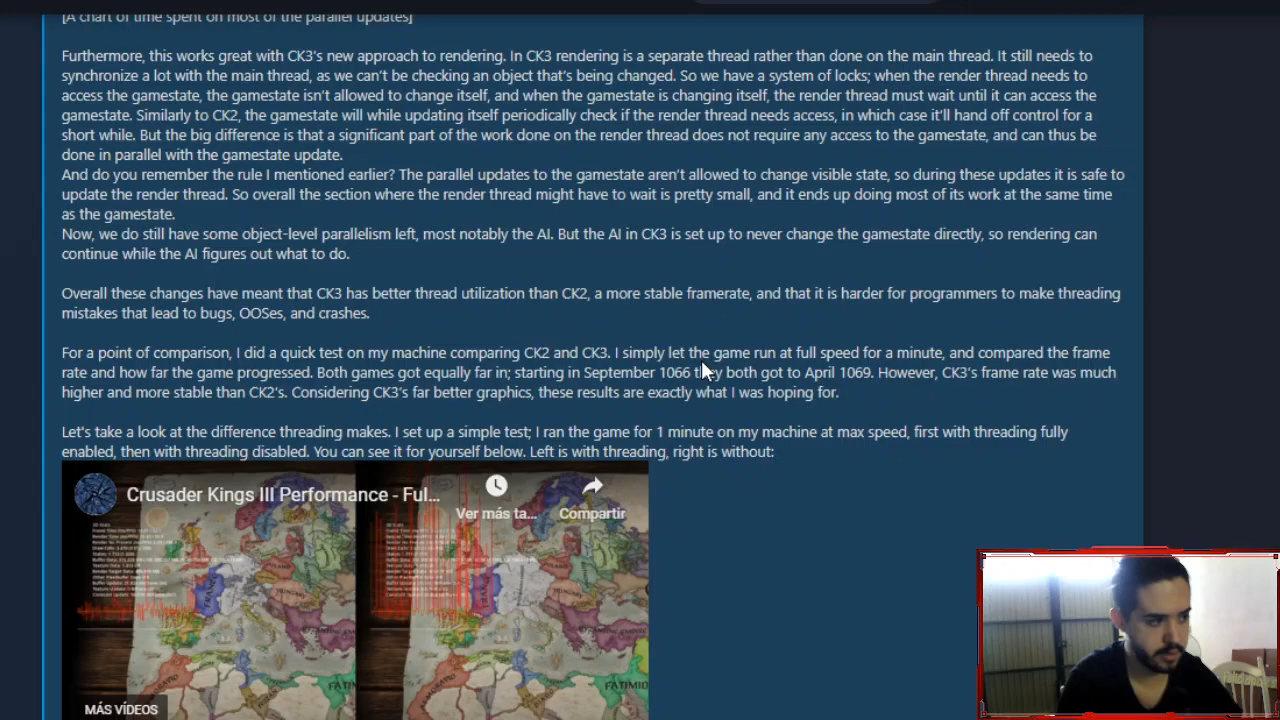 [A chart of time spent on most of the parallel updates]
Furthermore, this works great with CK3's new approach to rendering. In CK3 rendering is a separate thread rather than done on the main thread. It still needs to
synchronize a lot with the main thread, as we can't be checking an object that's being changed. So we have a system of locks; when the render thread needs to
access the gamestate, the gamestate isn't allowed to change itself, and when the gamestate is changing itself, the render thread must wait until it can access the
gamestate. Similarly to CK2, the gamestate will while updating itself periodically check if the render thread needs access, in which case it'll hand off control for a
short while. But the big difference is that a significant part of the work done on the render thread does not require any access to the gamestate, and can thus be
done in parallel with the gamestate update.
And do you remember the rule I mentioned earlier? The parallel updates to the gamestate aren't allowed to change visible state, so during these updates it is safe to
update the render thread. So overall the section where the render thread might have to wait is pretty small, and it ends up doing most of its work at the same time
as the gamestate.
Now, we do still have some object-level parallelism left, most notably the AI. But the AI in CK3 is set up to never change the gamestate directly, so rendering can
continue while the AI figures out what to do.
Overall these changes have meant that CK3 has better thread utilization than CK2, a more stable framerate, and that it is harder for programmers to make threading
mistakes that lead to bugs, OOSes, and crashes.
For a point of comparison, I did a quick test on my machine comparing CK2 and CK3. I simply let the game run at full speed for a minute, and compared the frame
rate and how far the game progressed. Both games got equally far in; starting in September 1066 they both got to April 1069. However, CK3's frame rate was much
higher and more stable than CK2's. Considering CK3's far better graphics, these results are exactly what I was hoping for.
Let's take a look at the difference threading makes. I set up a simple test; I ran the game for 1 minute on my machine at max speed, first with threading fully
enabled, then with threading disabled. You can see it for yourself below. Left is with threading, right is without:
Crusader Kings III Performance - Ful...
Ver más ta...
Compartir
MÁS VÍDEOS